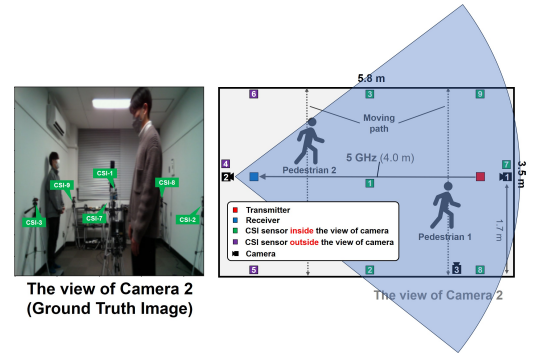 CSI-1
CSI-9
CSI-8
CSI-3
CSI-7
CSI-2
The view of Camera 2
(Ground Truth Image)
5.8 m
6
3
9
Moving
path
4
Pedestrian 2
5 GHz (4.0 m)
7
2
1
1
3.5 m
Transmitter
Receiver
CSI sensor inside the view of camera
CSI sensor outside the view of camera
Camera
Pedestrian 1
1.7 m
5
2
3
8
The view of Camera 2